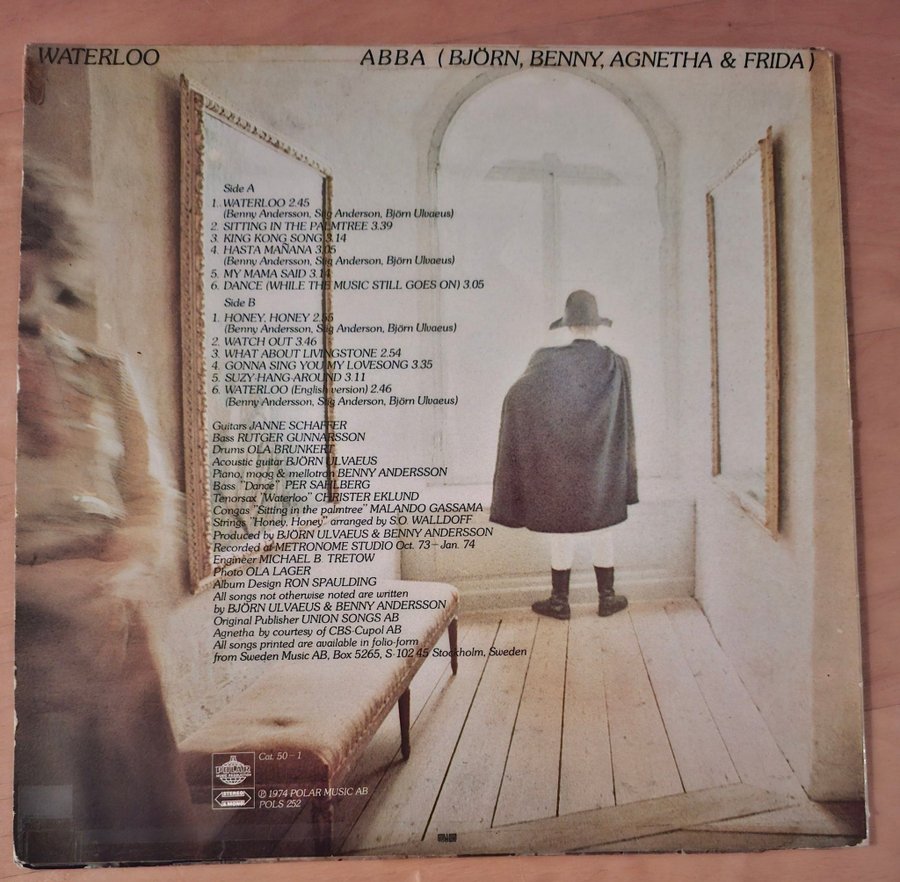 WATERLOO
ABBA (BJÖRN, BENNY, AGNETHA & FRIDA)
Side A
1. WATERLOO 2.45
(Benny Andersson, Stig Anderson, Björn Ulvaeus)
2. SITTING IN THE PALMTREE 3.39
3. KING KONG SONG 3.14
4. HASTA MAÑANA 3.05
(Benny Andersson, Stig Anderson, Björn Ulvaeus)
5. MY MAMA SAID 3.14
6. DANCE (WHILE THE MUSIC STILL GOES ON) 3.05
Side B
1. HONEY, HONEY 2.55
(Benny Andersson, Stig Anderson, Björn Ulvaeus)
2. WATCH OUT 3.46
3. WHAT ABOUT LIVINGSTONE 2.54
4. GONNA SING YOU MY LOVESONG 3.35
5. SUZY-HANG-AROUND 3.11
6. WATERLOO (English version) 2.46
(Benny Andersson, Stig Anderson, Björn Ulvaeus)
Guitars JANNE SCHAFFER
Bass RUTGER GUNNARSSON
Drums OLA BRUNKERT
Acoustic guitar BJÖRN ULVAEUS
Piano, moog & mellotron BENNY ANDERSSON
Bass "Dance" PER SAHLBERG
Tenorsax "Waterloo" CHRISTER EKLUND
Congas "Sitting in the palmtree" MALANDO GASSAMA
Strings "Honey, Honey" arranged by S.O. WALLDOFF
Produced by BJÖRN ULVAEUS & BENNY ANDERSSON
Recorded at METRONOME STUDIO Oct. 73–Jan. 74
Engineer MICHAEL B. TRETOW
Photo OLA LAGER
Album Design RON SPAULDING
All songs not otherwise noted are written
by BJÖRN ULVAEUS & BENNY ANDERSSON
Original Publisher UNION SONGS AB
Agnetha by courtesy of CBS-Cupol AB
All songs printed are available in folio-form
from Sweden Music AB, Box 5265, S-102 45 Stockholm, Sweden
Cat. 50–1
POLAR
STEREO
MONO
℗ 1974 POLAR MUSIC AB
POLS 252